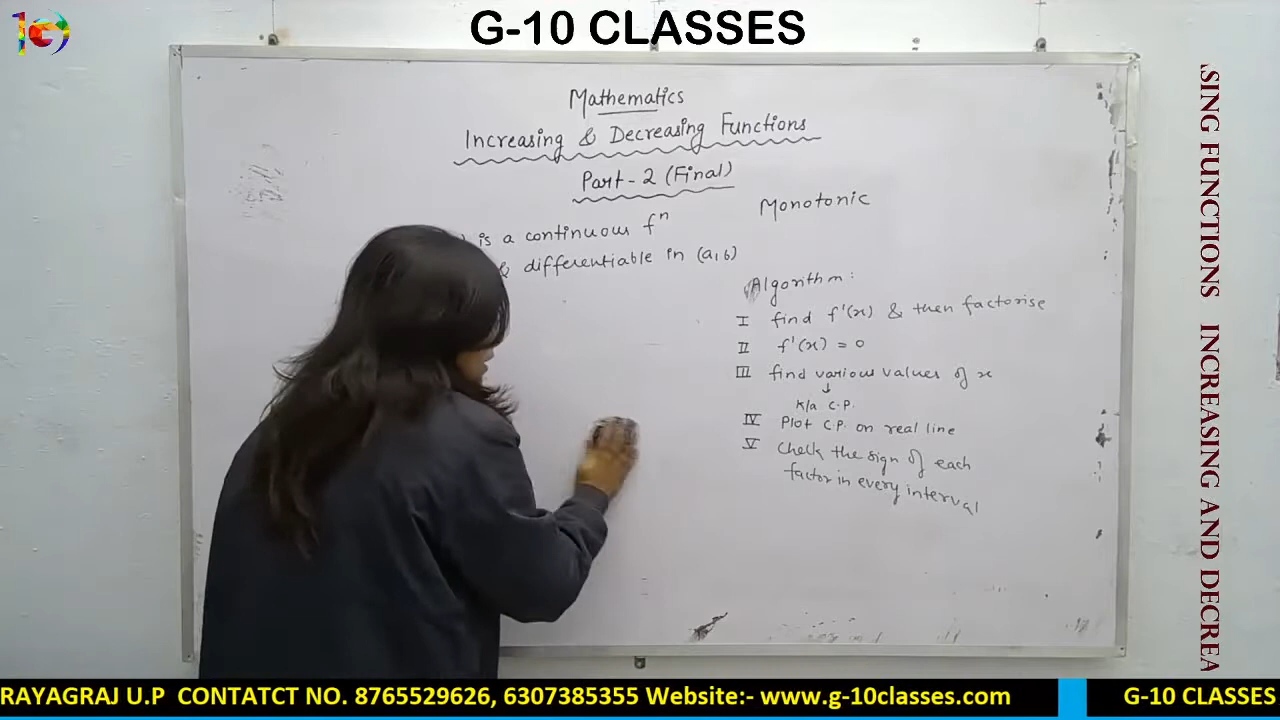 G-10 CLASSES
Mathematics
Increasing & Decreasing Functions
Part-2 (Final)
is a continuous fⁿ
& differentiable in (a,b)
Monotonic
Algorithm:
I find f'(x) & then factorise
II f'(x) = 0
III find various values of x
↓
K/a C.P.
IV Plot C.P. on real line
V Check the sign of each
factor in every interval
SING FUNCTIONS INCREASING AND DECREA
RAYAGRAJ U.P CONTATCT NO. 8765529626, 6307385355 Website:- www.g-10classes.com G-10 CLASSES